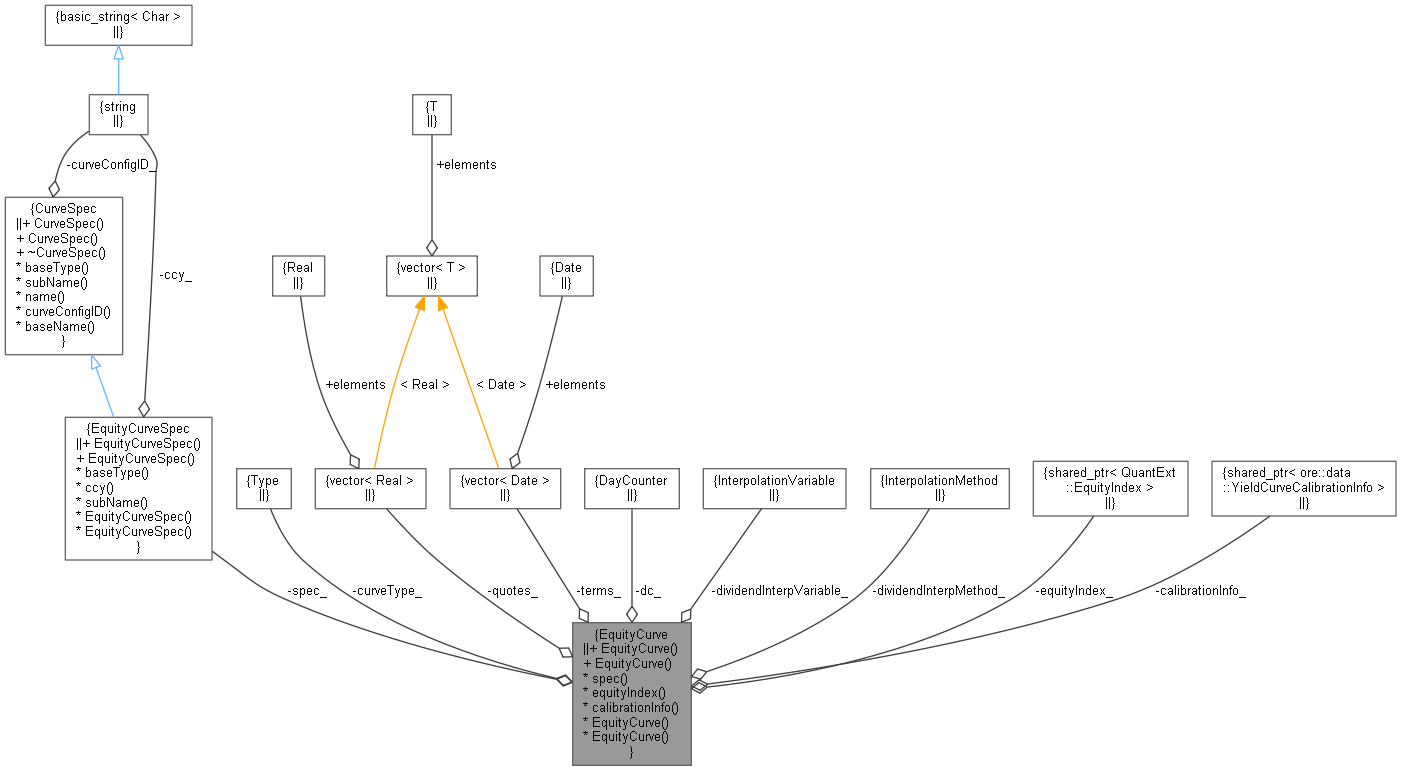 {basic_string< Char >
||}
{string
||}
{T
||}
-curveConfigID_
+elements
{CurveSpec
||+ CurveSpec()
+ CurveSpec()
+ ~CurveSpec()
* baseType()
* subName()
* name()
* curveConfigID()
* baseName()
}
-ccy_
{Real
||}
{vector< T >
||}
{Date
||}
+elements
< Real >
< Date >
+elements
{EquityCurveSpec
||+ EquityCurveSpec()
+ EquityCurveSpec()
* baseType()
* ccy()
* subName()
* EquityCurveSpec()
* EquityCurveSpec()
}
{Type
||}
{vector< Real >
||}
{vector< Date >
||}
{DayCounter
||}
{InterpolationVariable
||}
{InterpolationMethod
||}
{shared_ptr< QuantExt
::EquityIndex >
||}
{shared_ptr< ore::data
::YieldCurveCalibrationInfo >
||}
-spec_
-curveType_
-quotes_
-terms_
-dc_
-dividendInterpVariable_
-dividendInterpMethod_
-equityIndex_
-calibrationInfo_
{EquityCurve
||+ EquityCurve()
+ EquityCurve()
* spec()
* equityIndex()
* calibrationInfo()
* EquityCurve()
* EquityCurve()
}